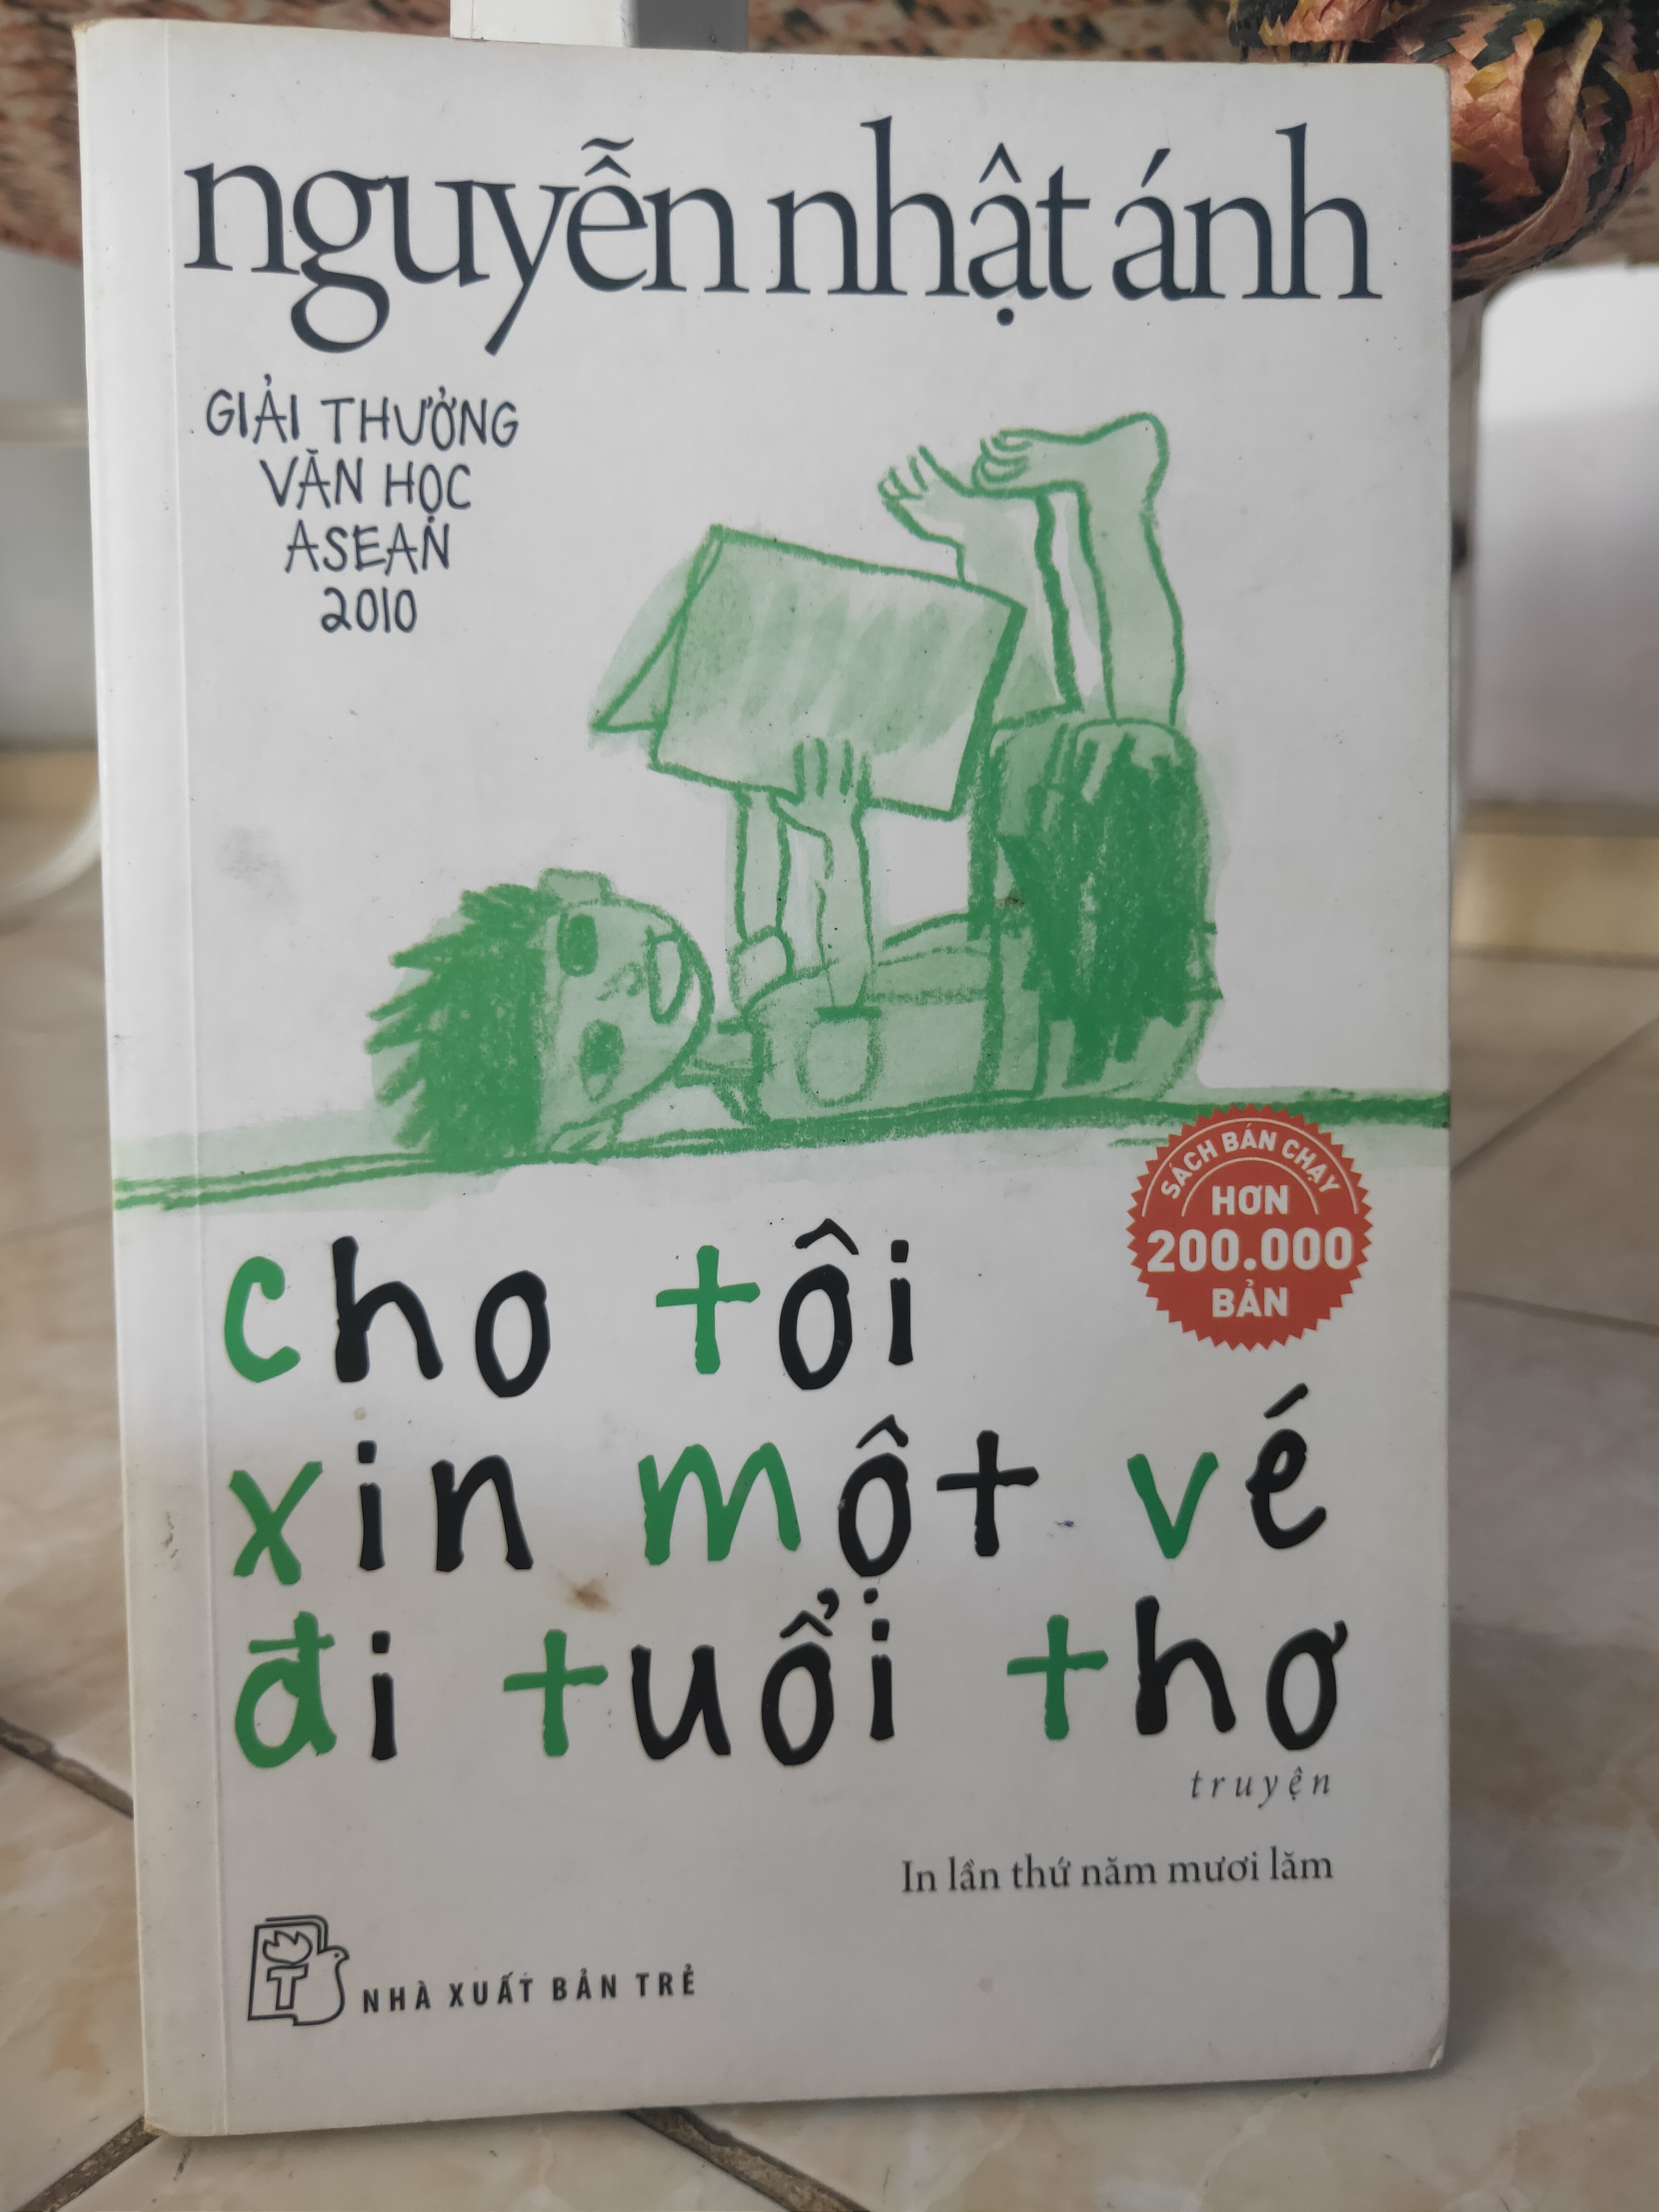 nguyễn nhật ánh
GIẢI THƯỞNG
VĂN HỌC
ASEAN
2010
SÁCH BÁN CHẠY
HƠN
200.000
BẢN
cho tôi
xin một vé
đi tuổi thơ
truyện
In lần thứ năm mươi lăm
T
NHÀ XUẤT BẢN TRẺ